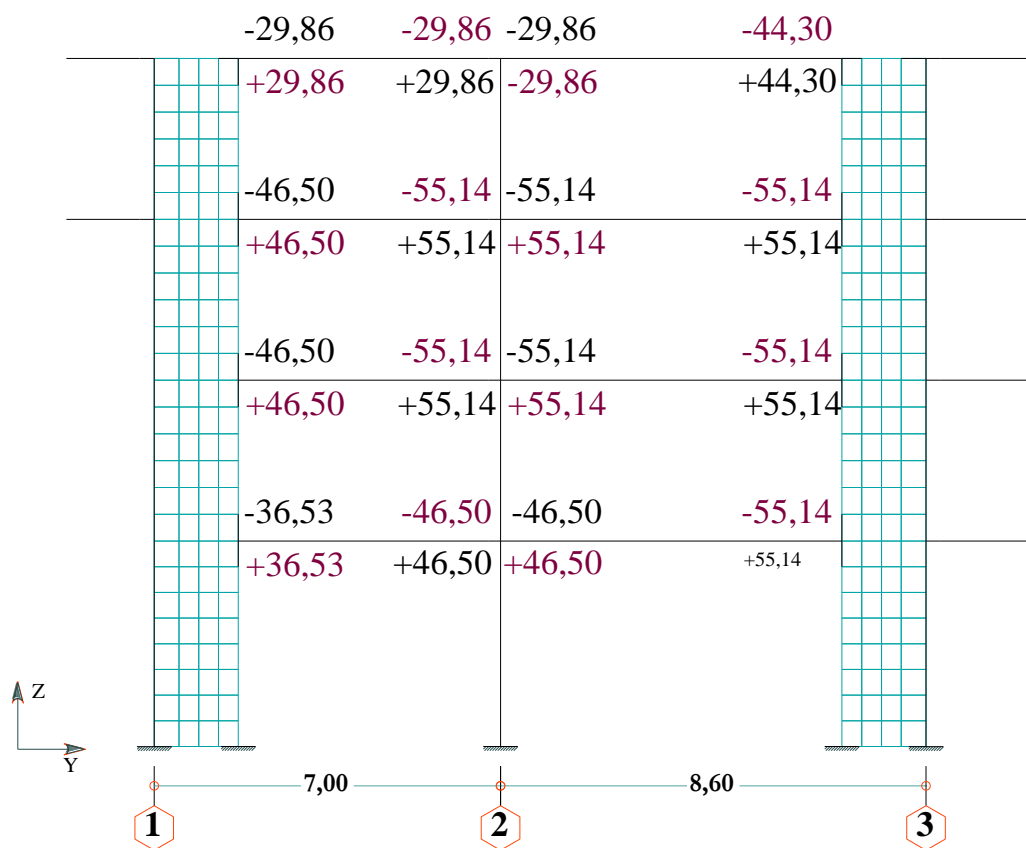 -29,86 -29,86 -29,86 -44,30
+29,86 +29,86 -29,86 +44,30
-46,50 -55,14 -55,14 -55,14
+46,50 +55,14 +55,14 +55,14
-46,50 -55,14 -55,14 -55,14
+46,50 +55,14 +55,14 +55,14
-36,53 -46,50 -46,50 -55,14
+36,53 +46,50 +46,50 +55,14
Z
Y
7,00 8,60
1 2 3